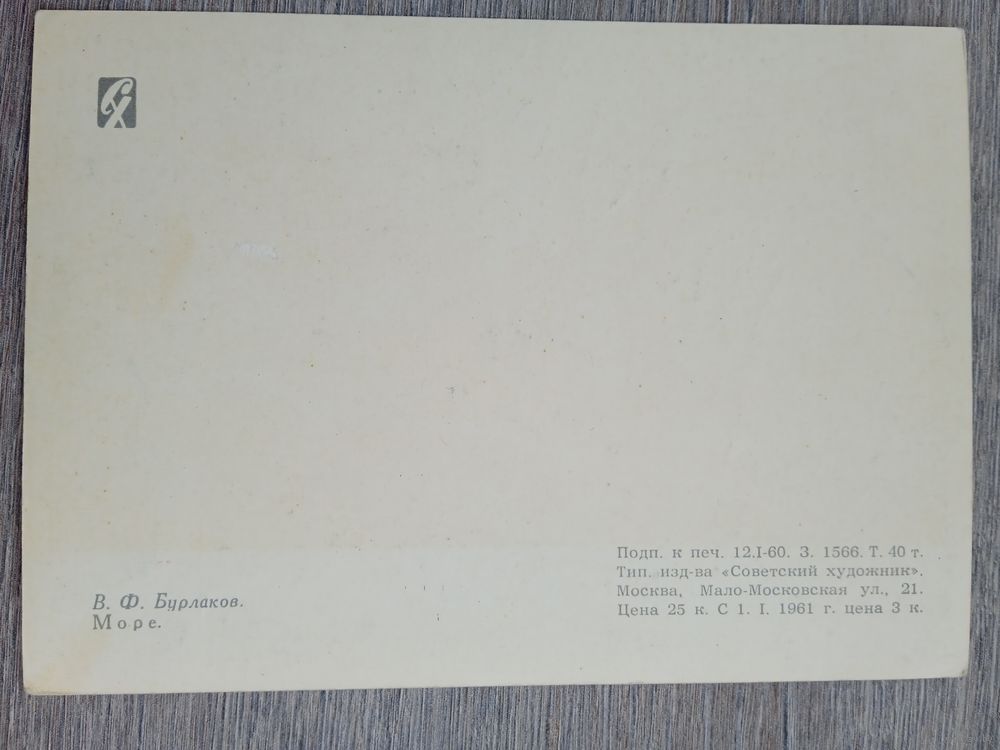 СХ
В. Ф. Бурлаков.
Море.
Подп. к печ. 12.I-60. З. 1566. Т. 40 т.
Тип. изд-ва «Советский художник».
Москва, Мало-Московская ул., 21.
Цена 25 к. С 1. I. 1961 г. цена 3 к.